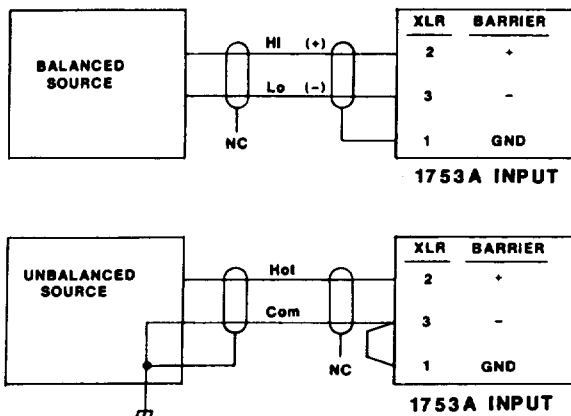 XLR BARRIER
BALANCED
SOURCE
HI (+)
2 +
Lo (-)
3 -
NC
1 GND
1753A INPUT
XLR BARRIER
UNBALANCED
SOURCE
Hot
2 +
Com
3 -
NC
1 GND
1753A INPUT